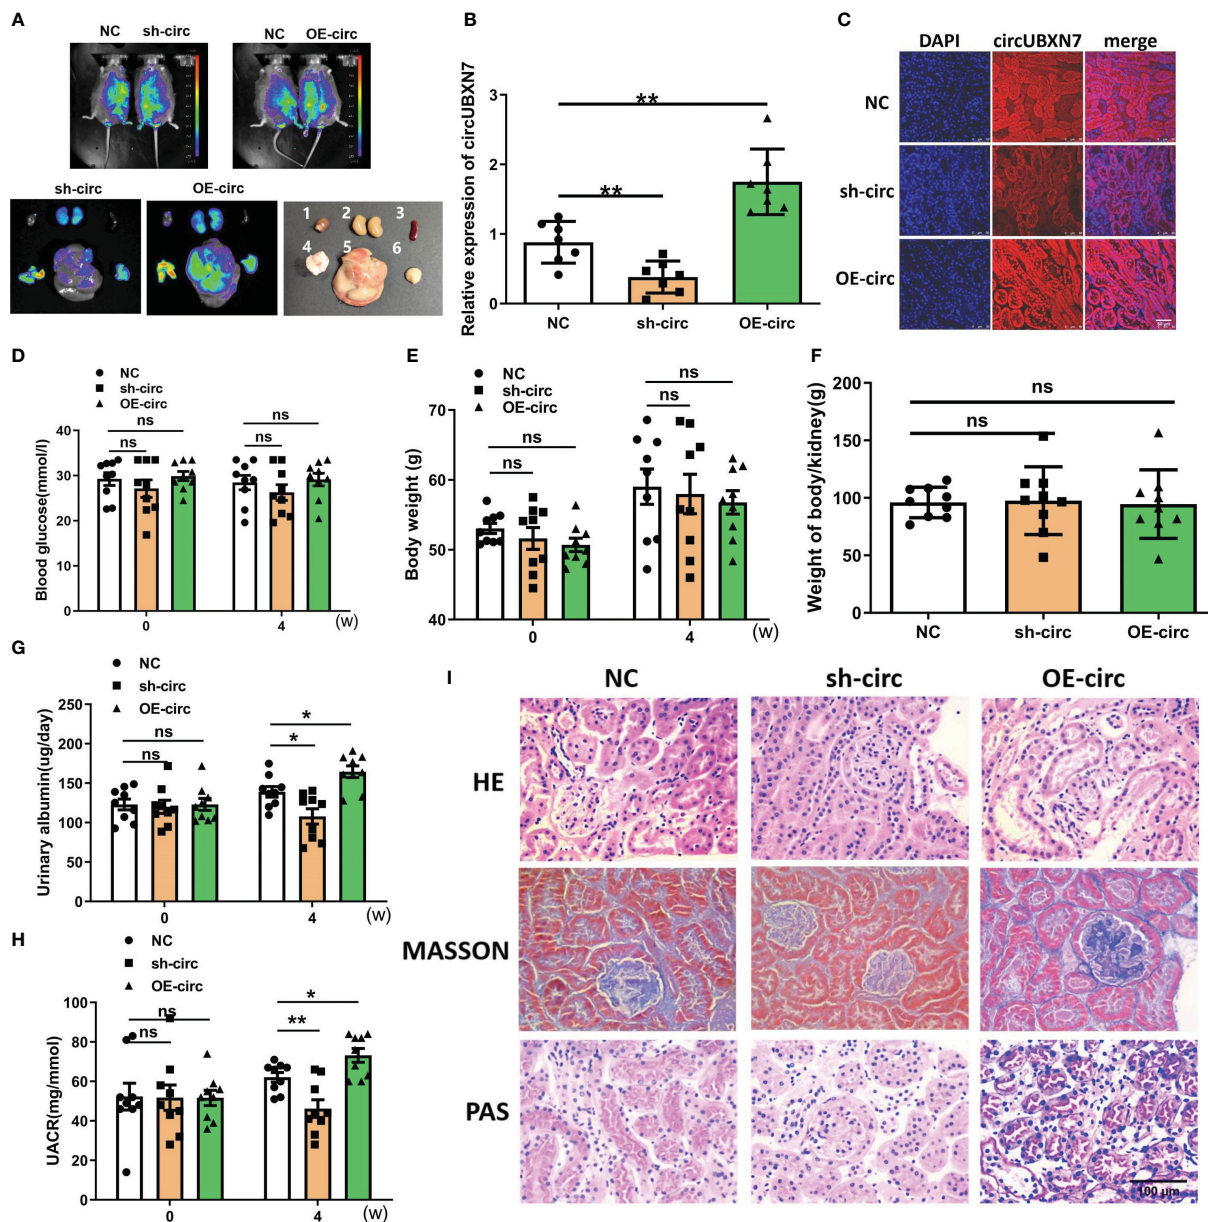 A
NC sh-circ
NC OE-circ
sh-circ
OE-circ
1 2 3
4 5 6
B
Relative expression of circUBXN7
3
2
1
0
**
**
NC sh-circ OE-circ
C
DAPI circUBXN7 merge
NC
sh-circ
OE-circ
D
NC
sh-circ
OE-circ
Blood glucose(mmol/l)
40
30
20
10
0
ns
ns
ns
ns
0 4 (w)
E
NC
sh-circ
OE-circ
Body weight (g)
70
60
50
40
ns
ns
ns
ns
0 4 (w)
F
Weight of body/kidney(g)
200
150
100
50
0
ns
ns
NC sh-circ OE-circ
G
NC
sh-circ
OE-circ
Urinary albumin(ug/day)
250
200
150
100
50
0
ns
ns
*
*
0 4 (w)
H
NC
sh-circ
OE-circ
UACR(mg/mmol)
100
80
60
40
20
0
ns
ns
*
**
0 4 (w)
I
NC sh-circ OE-circ
HE
MASSON
PAS
100 μm